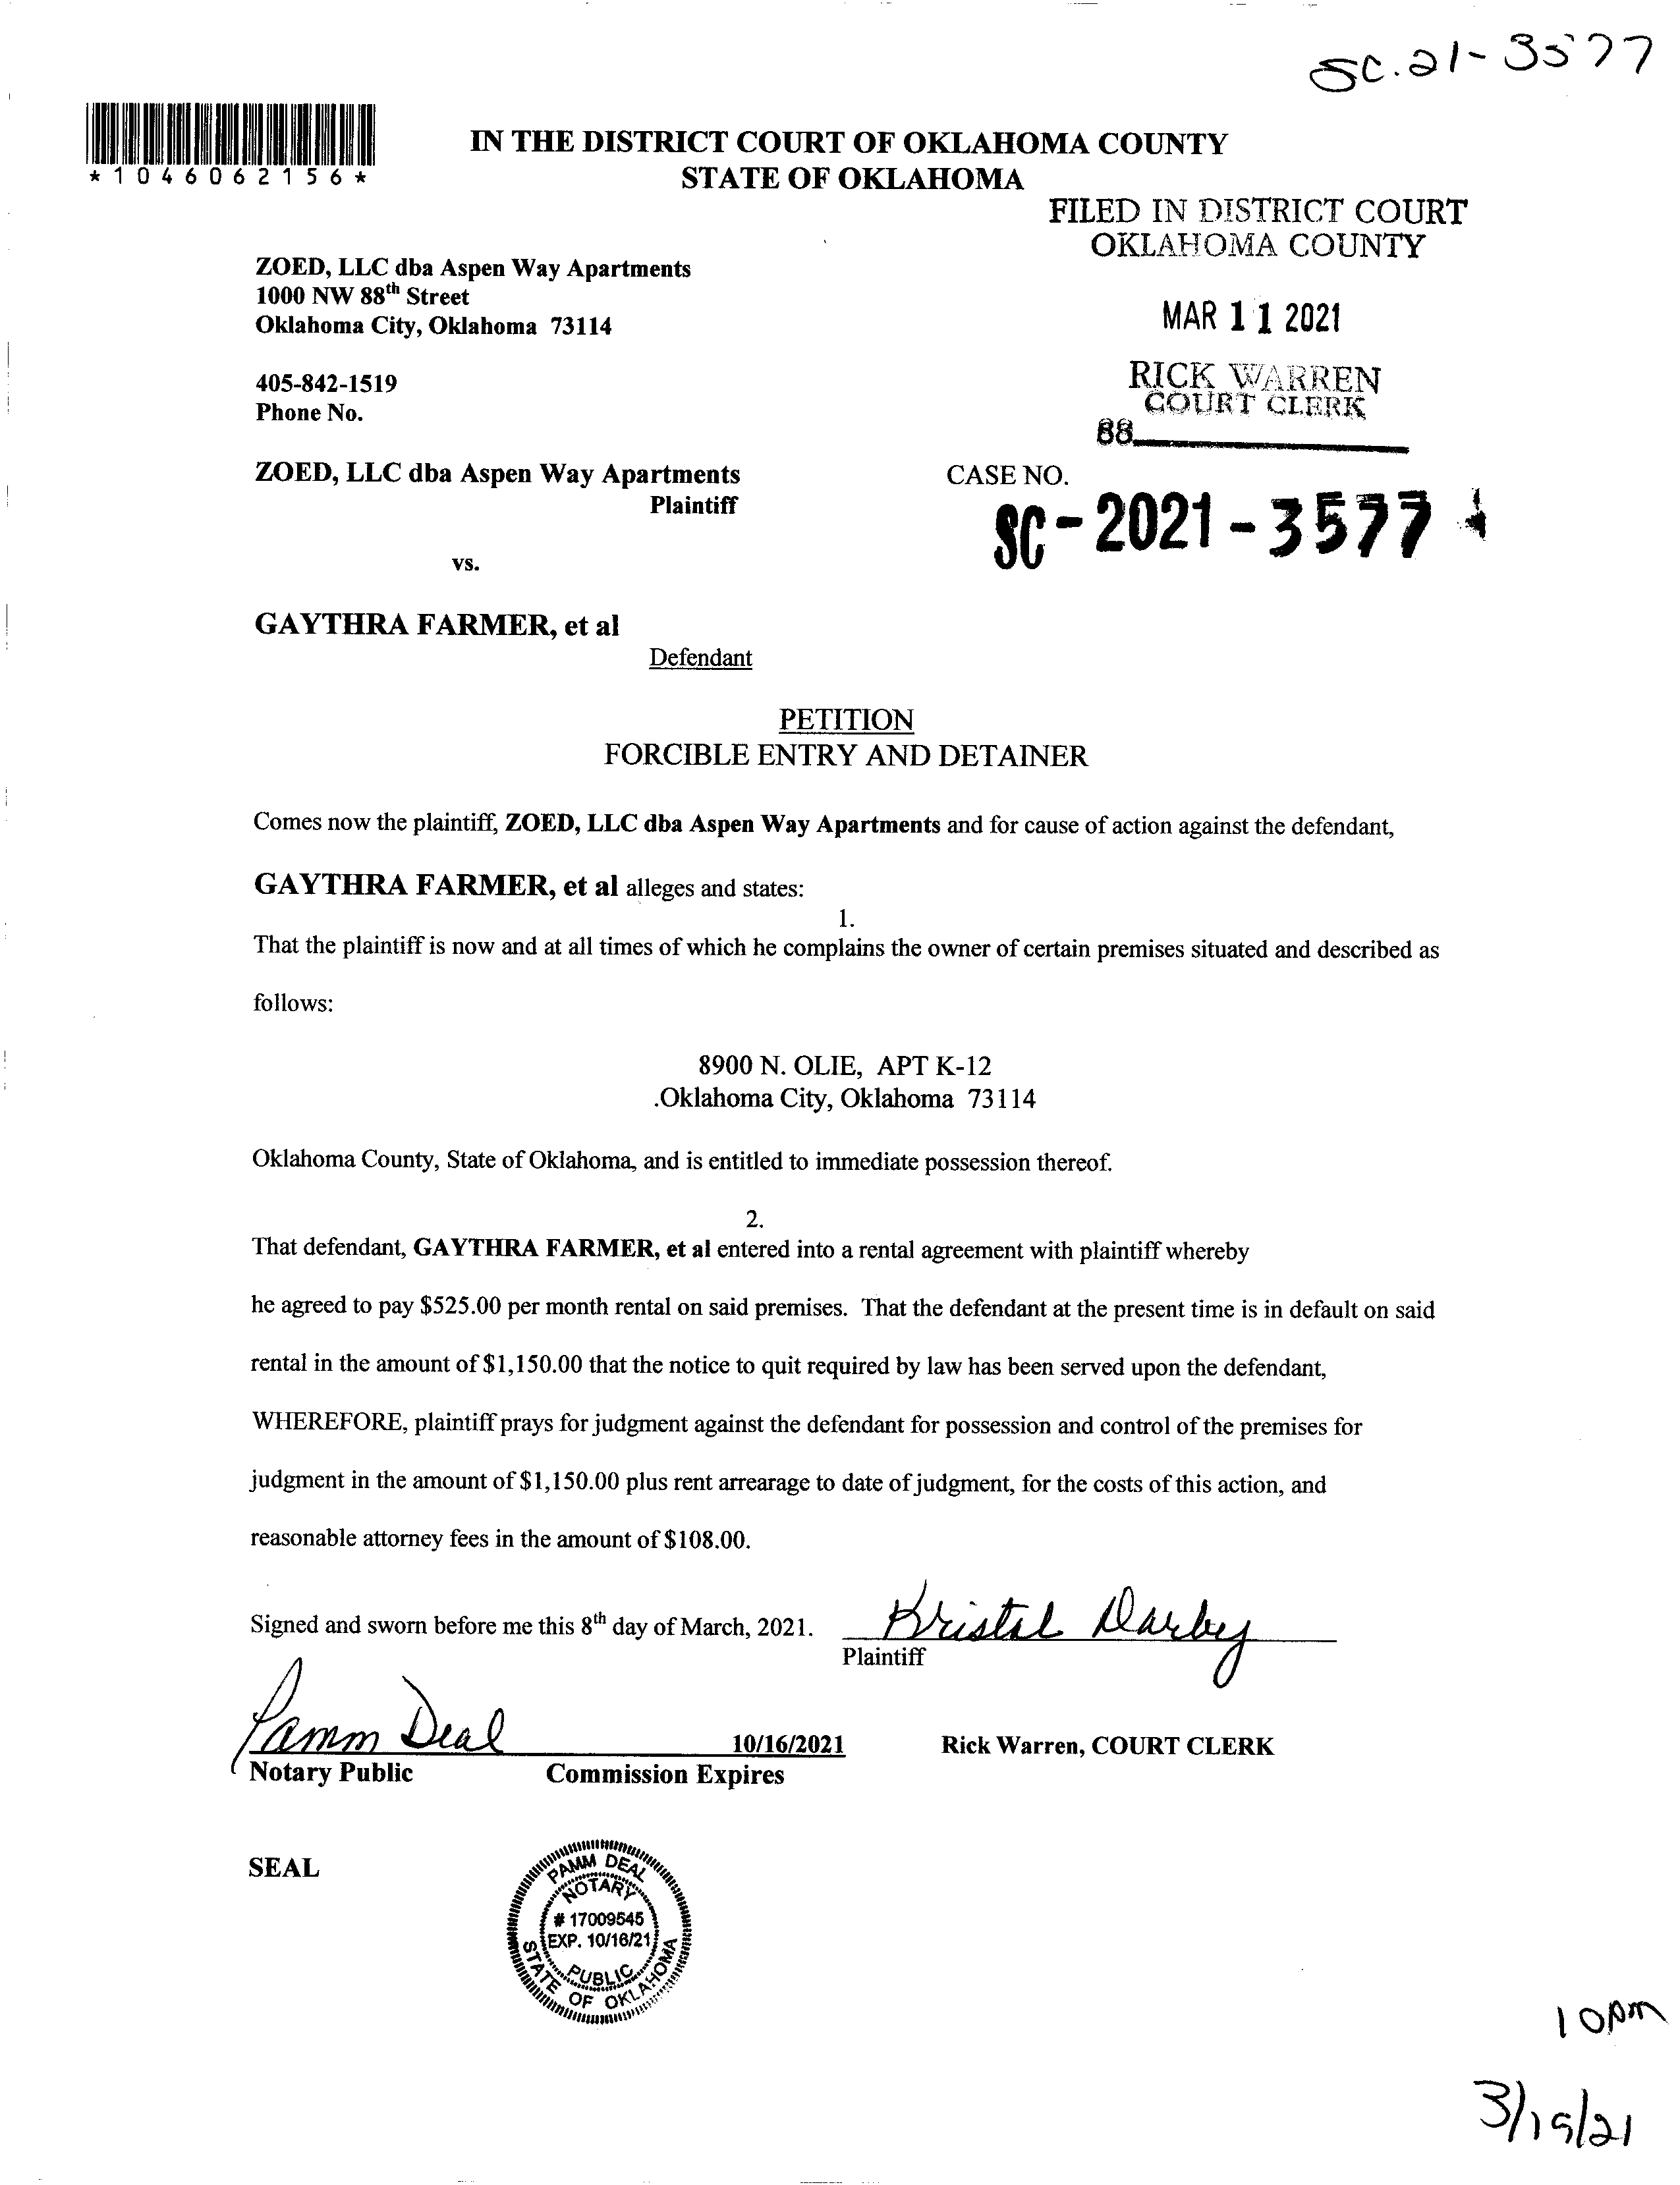 SC.21-3577
*1046062156*
IN THE DISTRICT COURT OF OKLAHOMA COUNTY
STATE OF OKLAHOMA
FILED IN DISTRICT COURT
OKLAHOMA COUNTY
ZOED, LLC dba Aspen Way Apartments
1000 NW 88th Street
Oklahoma City, Oklahoma 73114
MAR 11 2021
405-842-1519
Phone No.
RICK WARREN
COURT CLERK
88
ZOED, LLC dba Aspen Way Apartments
Plaintiff
CASE NO.
SC-2021-3577
vs.
GAYTHRA FARMER, et al
Defendant
PETITION
FORCIBLE ENTRY AND DETAINER
Comes now the plaintiff, ZOED, LLC dba Aspen Way Apartments and for cause of action against the defendant,
GAYTHRA FARMER, et al alleges and states:
1.
That the plaintiff is now and at all times of which he complains the owner of certain premises situated and described as
follows:
8900 N. OLIE, APT K-12
.Oklahoma City, Oklahoma 73114
Oklahoma County, State of Oklahoma, and is entitled to immediate possession thereof.
2.
That defendant, GAYTHRA FARMER, et al entered into a rental agreement with plaintiff whereby
he agreed to pay $525.00 per month rental on said premises. That the defendant at the present time is in default on said
rental in the amount of $1,150.00 that the notice to quit required by law has been served upon the defendant,
WHEREFORE, plaintiff prays for judgment against the defendant for possession and control of the premises for
judgment in the amount of $1,150.00 plus rent arrearage to date of judgment, for the costs of this action, and
reasonable attorney fees in the amount of $108.00.
Signed and sworn before me this 8th day of March, 2021.
Kristal Darby
Plaintiff
Pamm Deal
10/16/2021
Rick Warren, COURT CLERK
Notary Public Commission Expires
SEAL
PAMM DEAL
NOTARY
# 17009545
EXP. 10/16/21
PUBLIC
STATE OF OKLAHOMA
10pm
3/19/21